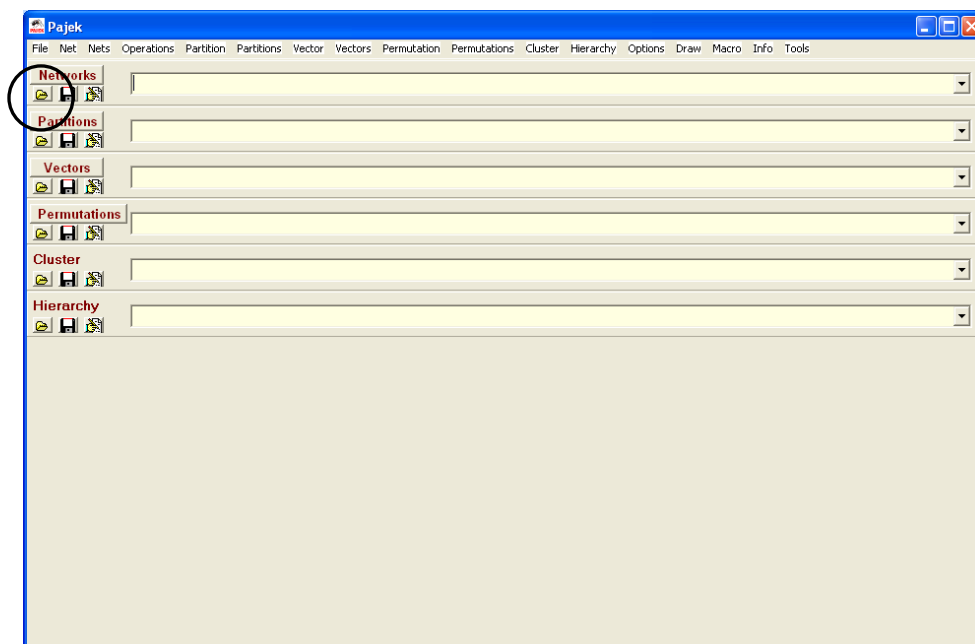 Pajek
File Net Nets Operations Partition Partitions Vector Vectors Permutation Permutations Cluster Hierarchy Options Draw Macro Info Tools
Networks
Partitions
Vectors
Permutations
Cluster
Hierarchy